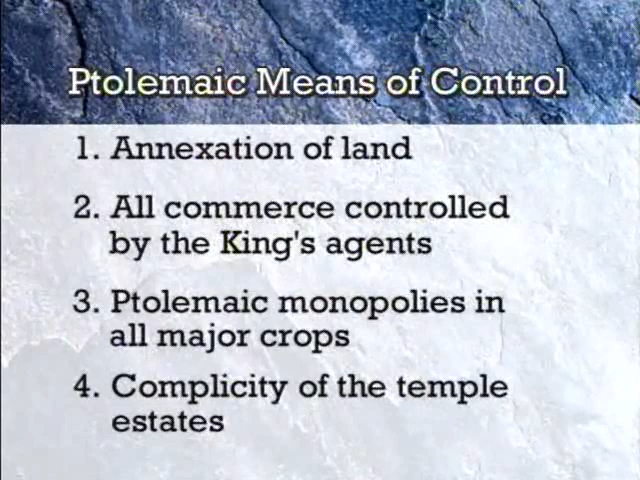 Ptolemaic Means of Control
1. Annexation of land
2. All commerce controlled
by the King's agents
3. Ptolemaic monopolies in
all major crops
4. Complicity of the temple
estates